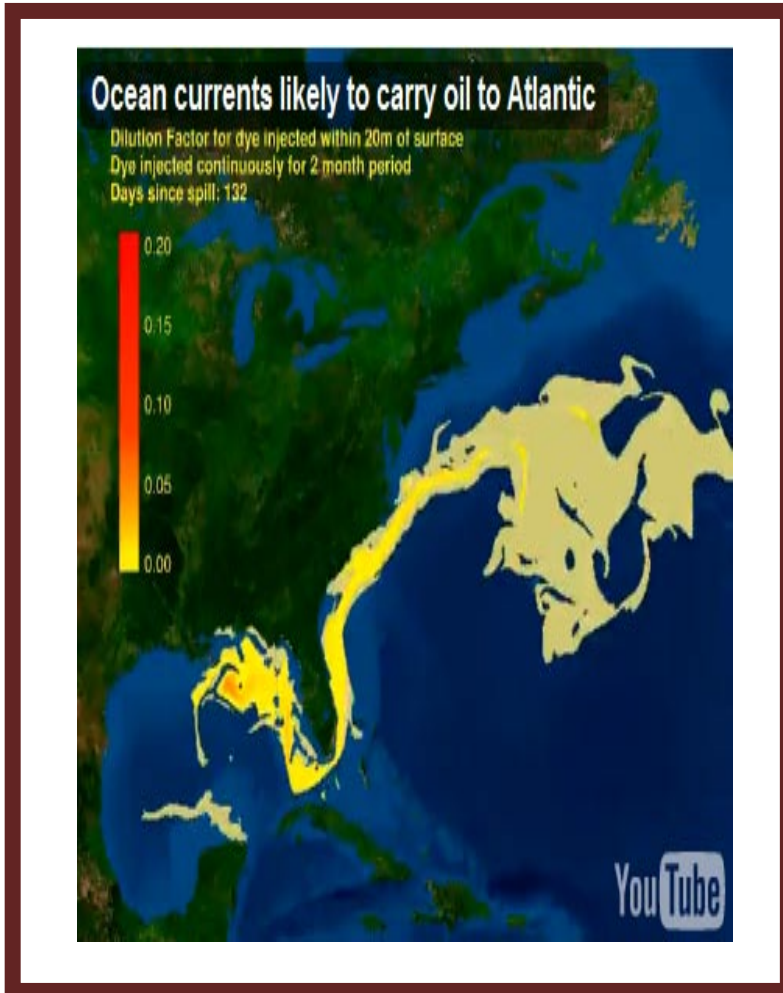 Ocean currents likely to carry oil to Atlantic
Dilution Factor for dye injected within 20m of surface
Dye injected continuously for 2 month period
Days since spill: 132
0.20
0.15
0.10
0.05
0.00
YouTube